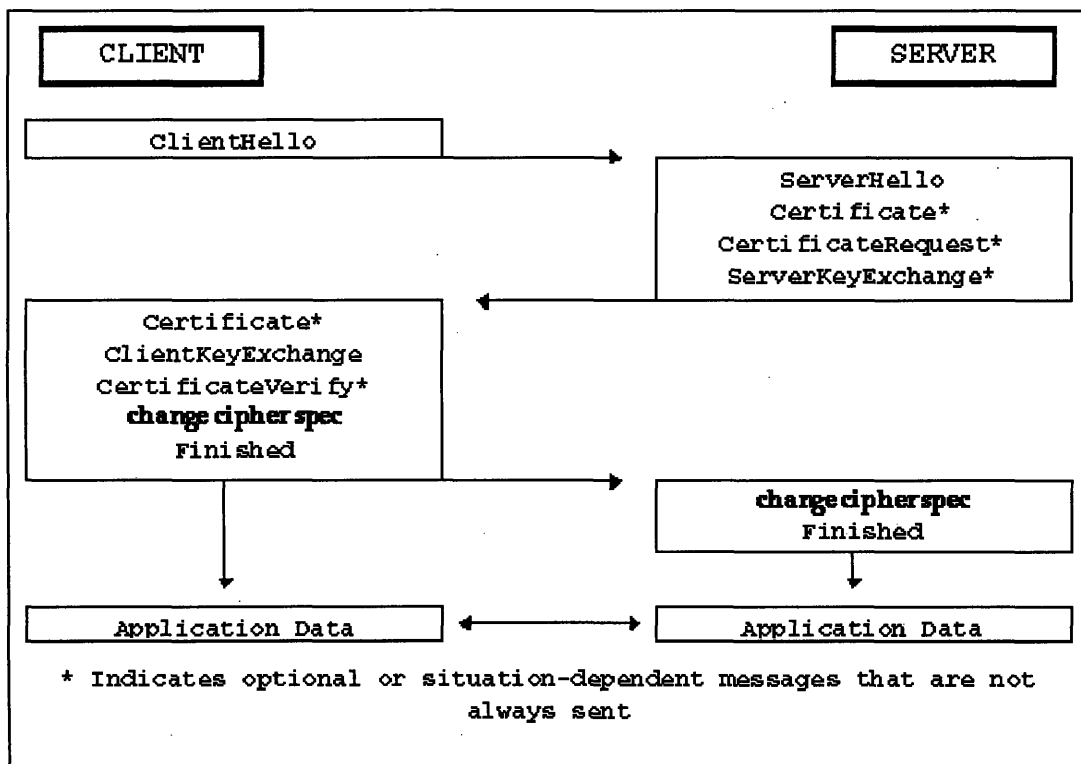 CLIENT
SERVER
ClientHello
ServerHello
Certificate*
CertificateRequest*
ServerKeyExchange*
Certificate*
ClientKeyExchange
CertificateVerify*
change cipher spec
Finished
change cipher spec
Finished
Application Data
Application Data
* Indicates optional or situation-dependent messages that are not
always sent